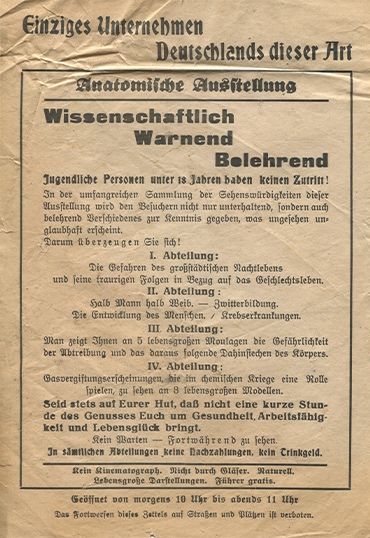 Einziges Unternehmen
Deutschlands dieser Art
Anatomische Ausstellung
Wissenschaftlich
Warnend
Belehrend
Jugendliche Personen unter 18 Jahren haben keinen Zutritt!
In der umfangreichen Sammlung der Sehenswürdigkeiten dieser
Ausstellung wird den Besuchern nicht nur unterhaltend, sondern auch
belehrend Verschiedenes zur Kenntnis gegeben, was ungesehen un-
glaubhaft erscheint.
Darum überzeugen Sie sich!
I. Abteilung:
Die Gefahren des großstädtischen Nachtlebens
und seine traurigen Folgen in Bezug auf das Geschlechtsleben.
II. Abteilung:
Halb Mann halb Weib. — Zwitterbildung.
Die Entwicklung des Menschen. / Krebserkrankungen.
III. Abteilung:
Man zeigt Ihnen an 5 lebensgroßen Moulagen die Gefährlichkeit
der Abtreibung und das daraus folgende Dahinsiechen des Körpers.
IV. Abteilung:
Gasvergiftungserscheinungen, die im chemischen Kriege eine Rolle
spielen, zu sehen an 8 lebensgroßen Modellen.
Seid stets auf Eurer Hut, daß nicht eine kurze Stun-
de des Genusses Euch um Gesundheit, Arbeitsfähig-
keit und Lebensglück bringt.
Kein Warten — Fortwährend zu sehen.
In sämtlichen Abteilungen keine Nachzahlungen, kein Trinkgeld.
Kein Kinematograph. Nicht durch Gläser. Naturell.
Lebensgroße Darstellungen. Führer gratis.
Geöffnet von morgens 10 Uhr bis abends 11 Uhr
Das Fortwerfen dieses Zettels auf Straßen und Plätzen ist verboten.